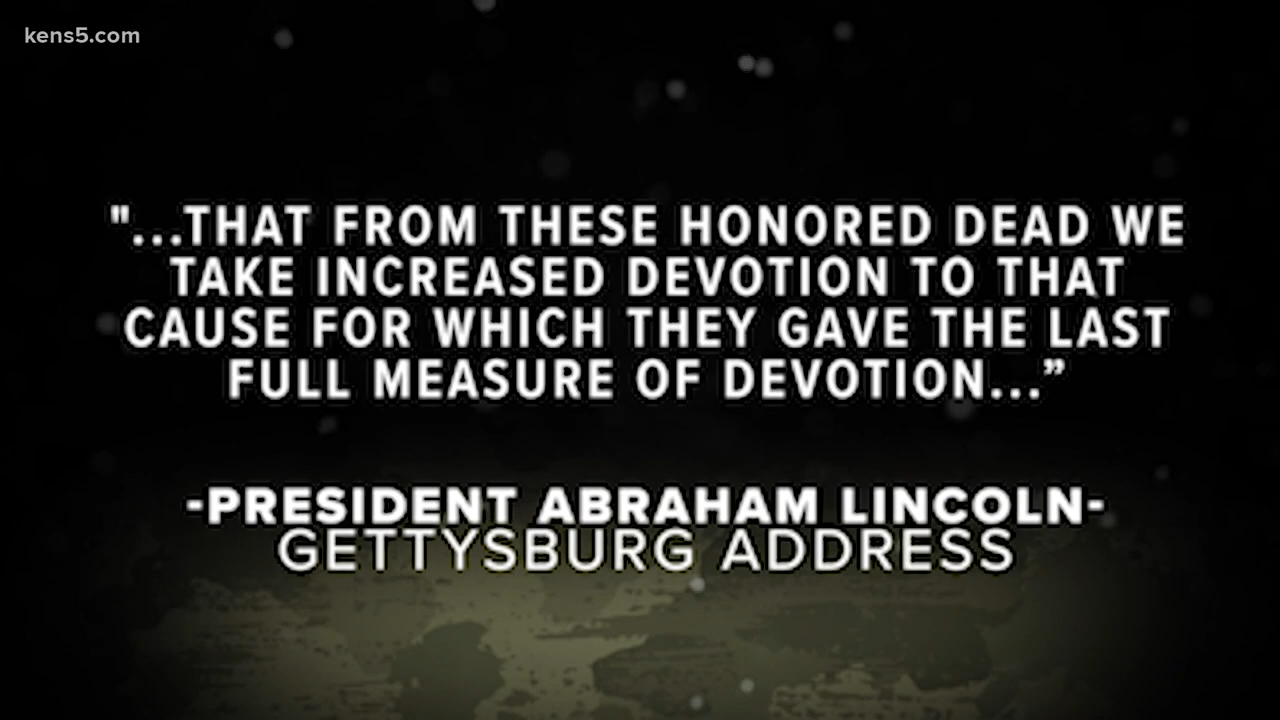 kens5.com
"...THAT FROM THESE HONORED DEAD WE
TAKE INCREASED DEVOTION TO THAT
CAUSE FOR WHICH THEY GAVE THE LAST
FULL MEASURE OF DEVOTION...”
-PRESIDENT ABRAHAM LINCOLN-
GETTYSBURG ADDRESS